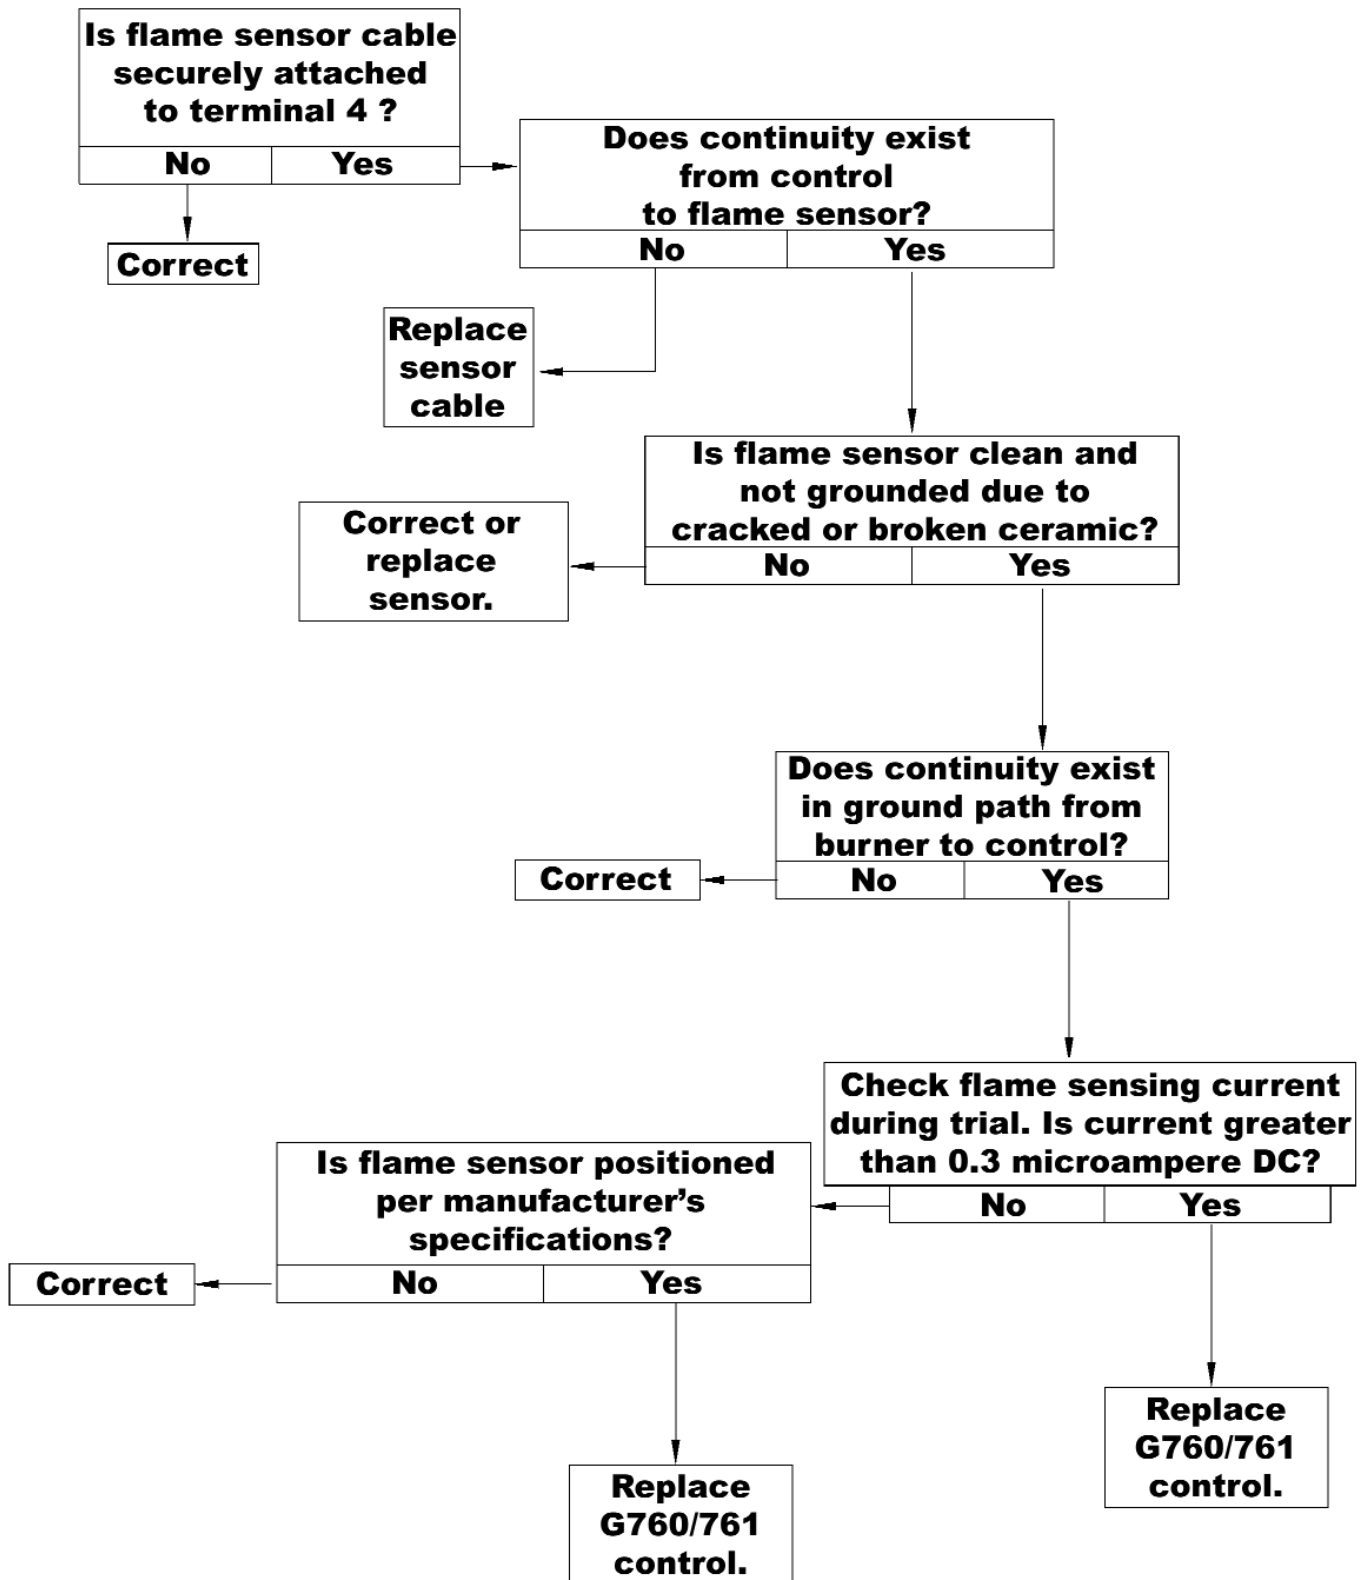 Is flame sensor cable
securely attached
to terminal 4 ?
No
Yes
Correct
Does continuity exist
from control
to flame sensor?
No
Yes
Replace
sensor
cable
Is flame sensor clean and
not grounded due to
cracked or broken ceramic?
No
Yes
Correct or
replace
sensor.
Does continuity exist
in ground path from
burner to control?
No
Yes
Correct
Check flame sensing current
during trial. Is current greater
than 0.3 microampere DC?
No
Yes
Is flame sensor positioned
per manufacturer’s
specifications?
No
Yes
Correct
Replace
G760/761
control.
Replace
G760/761
control.